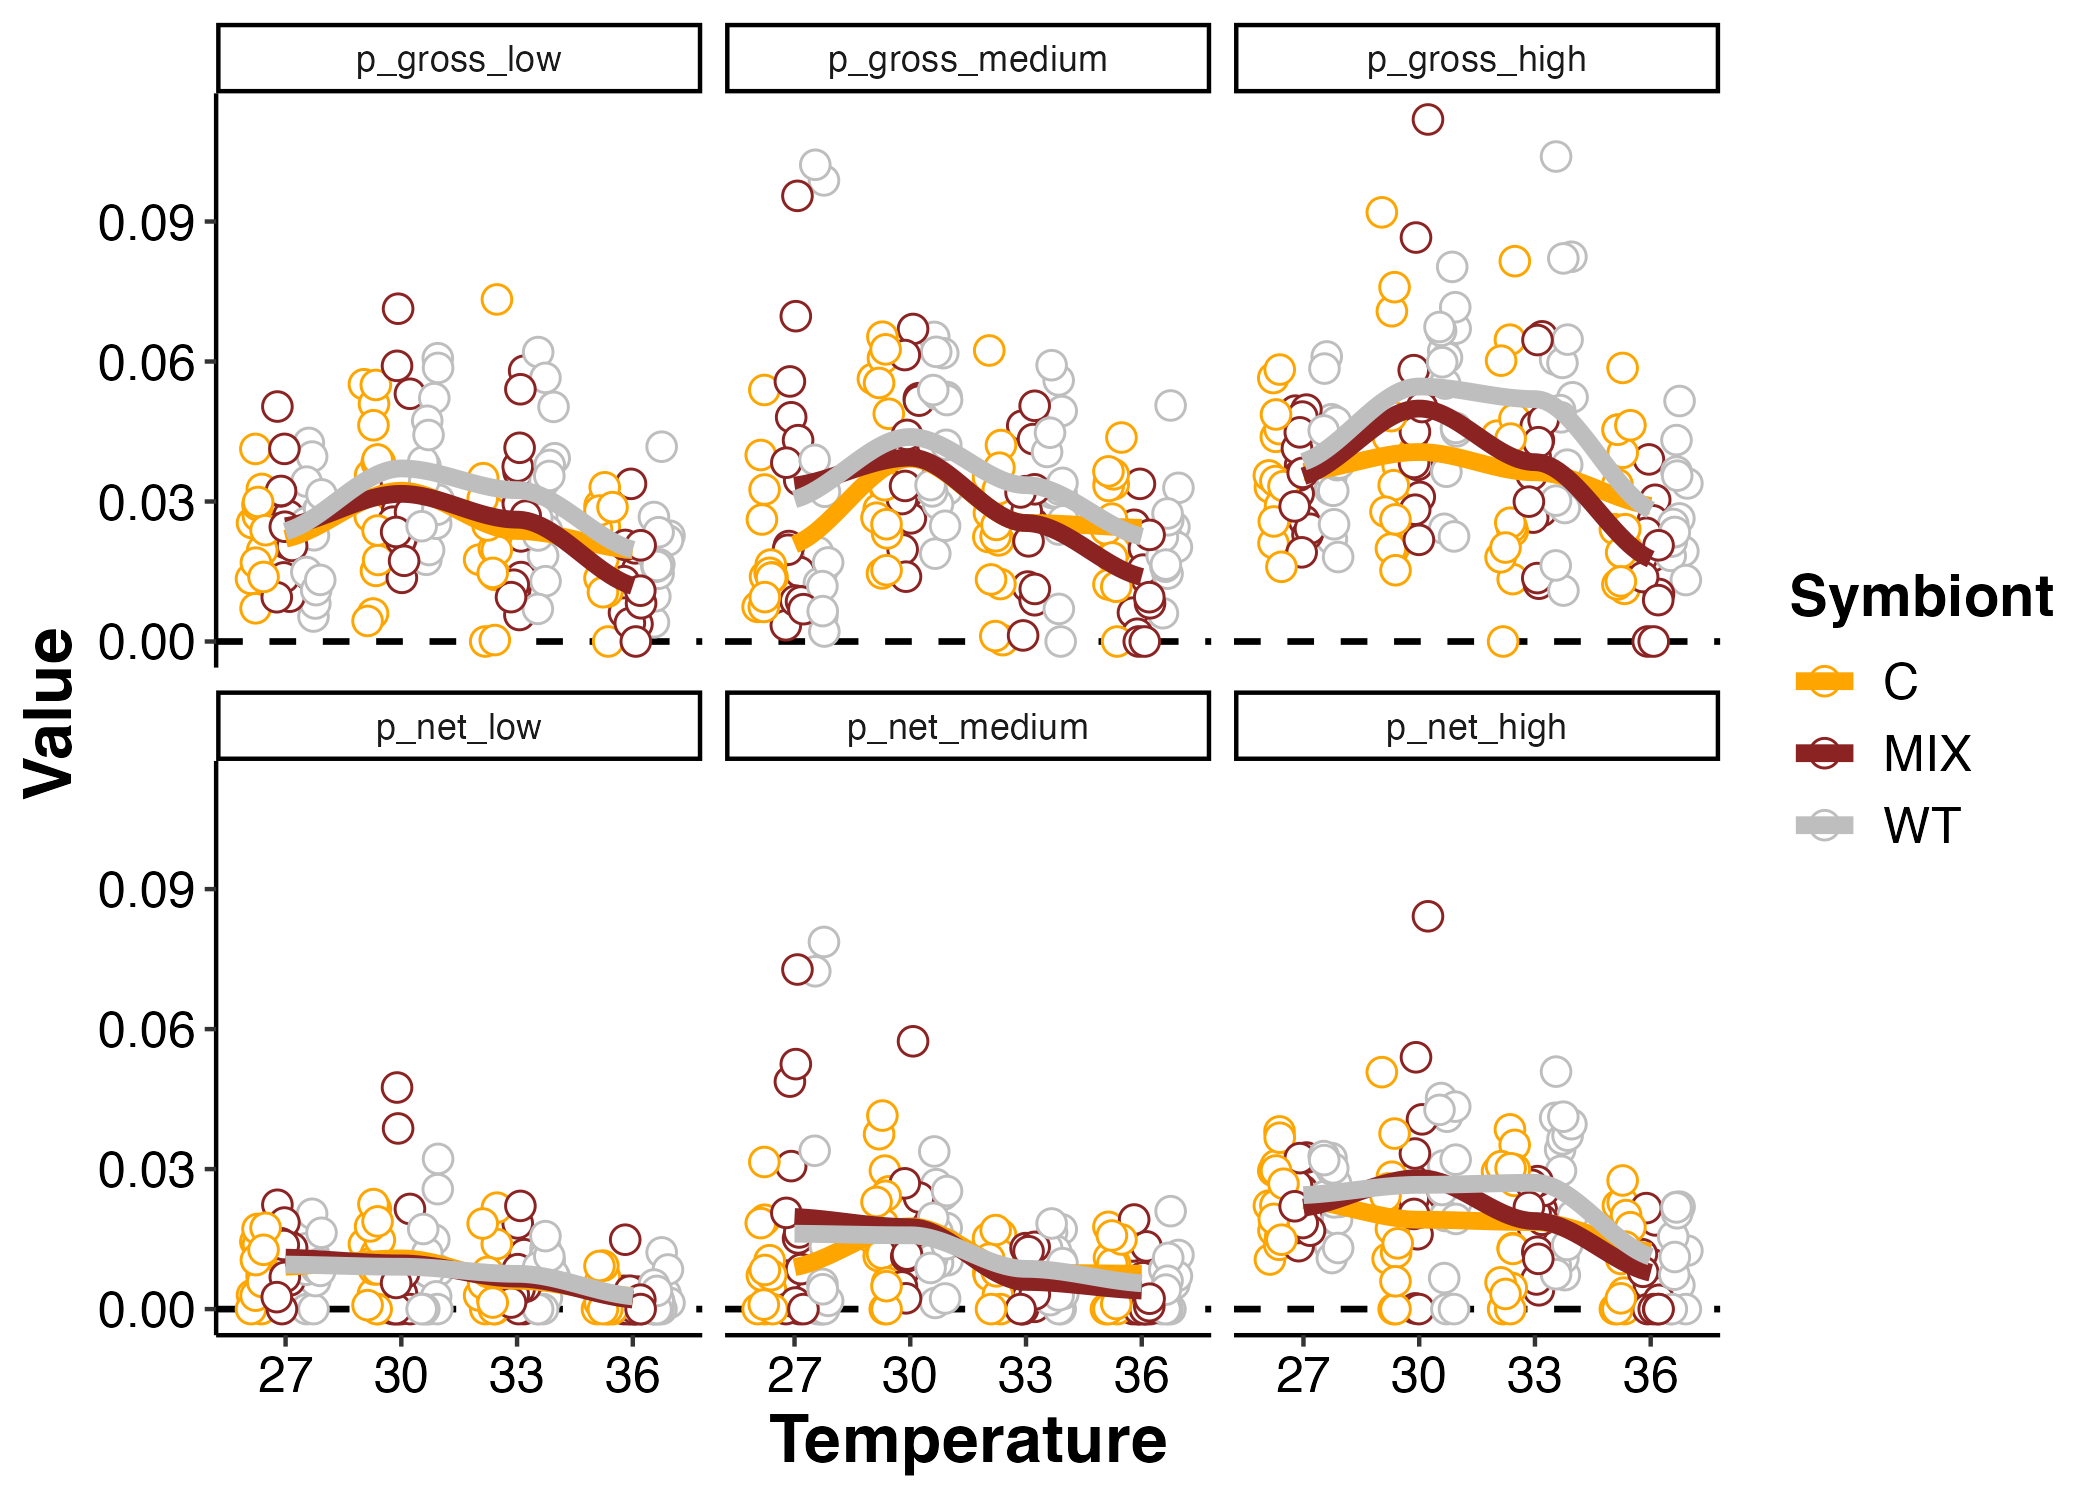 p_gross_low
p_gross_medium
p_gross_high
0.09
0.06
0.03
0.00
p_net_low
p_net_medium
p_net_high
0.09
0.06
0.03
0.00
27 30 33 36
27 30 33 36
27 30 33 36
Temperature
Value
Symbiont
C
MIX
WT